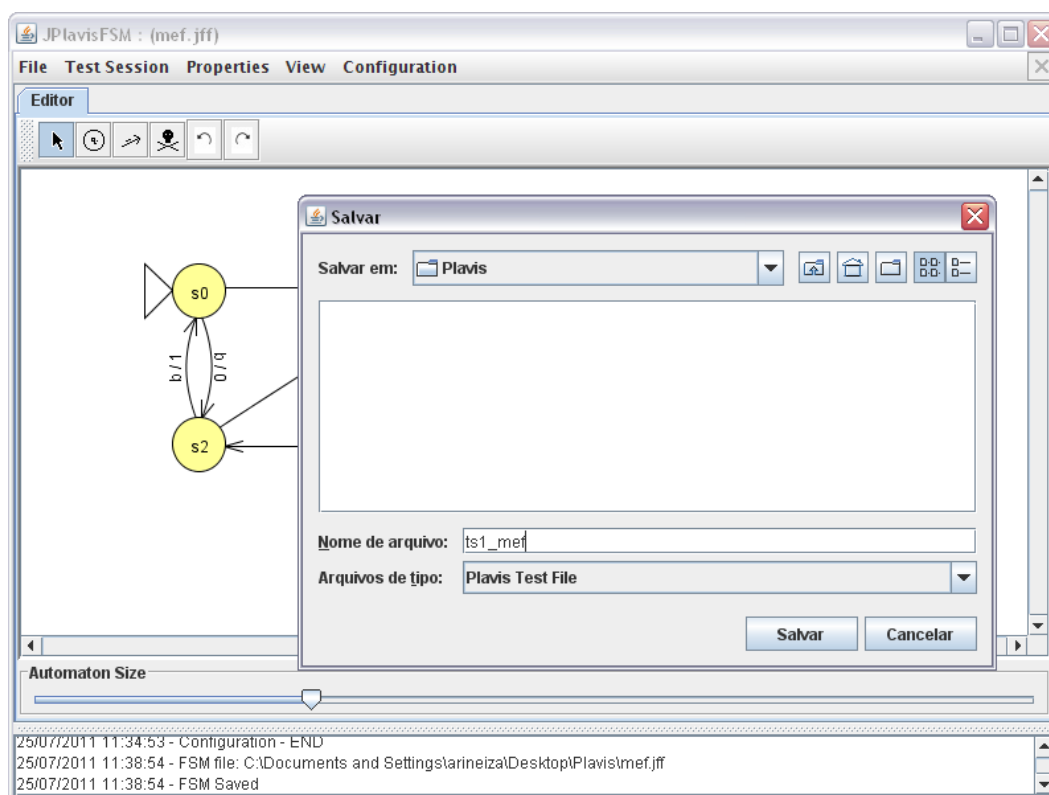 JPlavisFSM : (mef.jff)
File Test Session Properties View Configuration
Editor
q
Salvar
Salvar em: Plavis
s0
b / 1
0 / q
s2
Nome de arquivo: ts1_mef
Arquivos de tipo: Plavis Test File
Salvar Cancelar
Automaton Size
25/07/2011 11:34:53 - Configuration - END
25/07/2011 11:38:54 - FSM file: C:\Documents and Settings\arineiza\Desktop\Plavis\mef.jff
25/07/2011 11:38:54 - FSM Saved